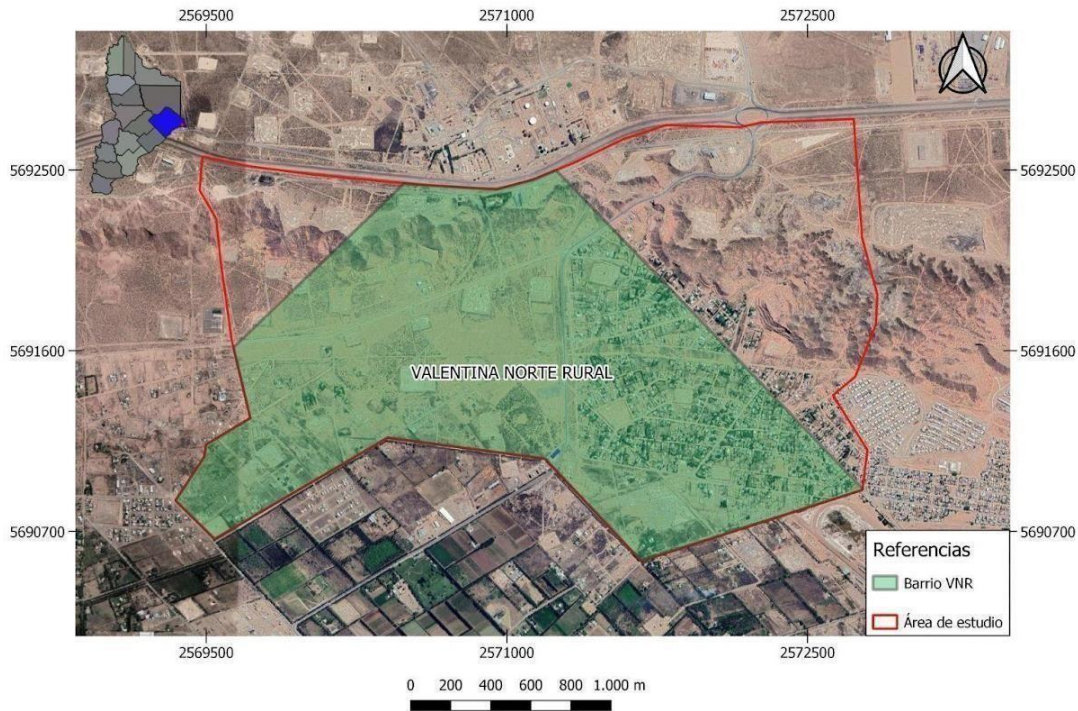 2569500 2571000 2572500
5692500 5692500
5691600 5691600
VALENTINA NORTE RURAL
5690700 5690700
Referencias
Barrio VNR
Área de estudio
2569500 2571000 2572500
0 200 400 600 800 1.000 m